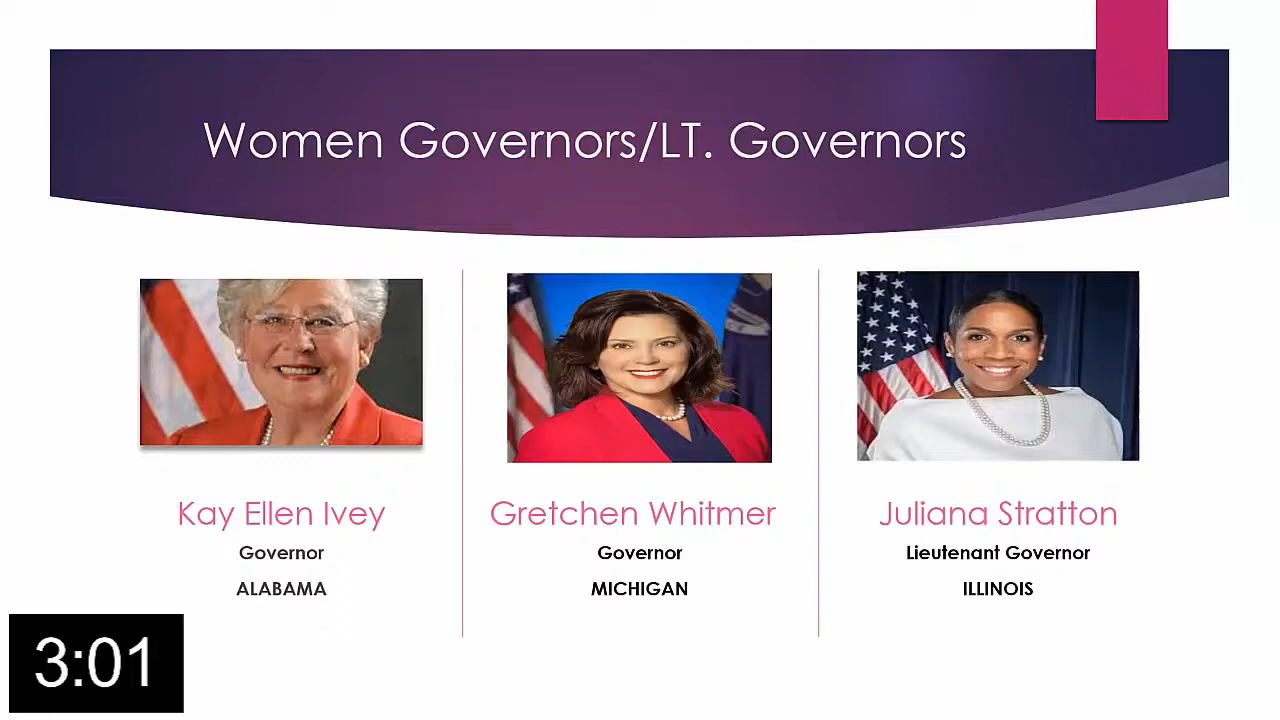 Women Governors/LT. Governors
Kay Ellen Ivey
Governor
ALABAMA
Gretchen Whitmer
Governor
MICHIGAN
Juliana Stratton
Lieutenant Governor
ILLINOIS
3:01